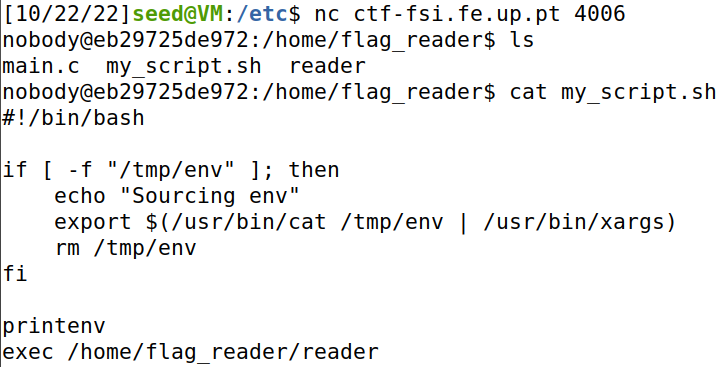 [10/22/22]seed@VM:/etc$ nc ctf-fsi.fe.up.pt 4006
nobody@eb29725de972:/home/flag_reader$ ls
main.c  my_script.sh  reader
nobody@eb29725de972:/home/flag_reader$ cat my_script.sh
#!/bin/bash

if [ -f "/tmp/env" ]; then
    echo "Sourcing env"
    export $(/usr/bin/cat /tmp/env | /usr/bin/xargs)
    rm /tmp/env
fi

printenv
exec /home/flag_reader/reader